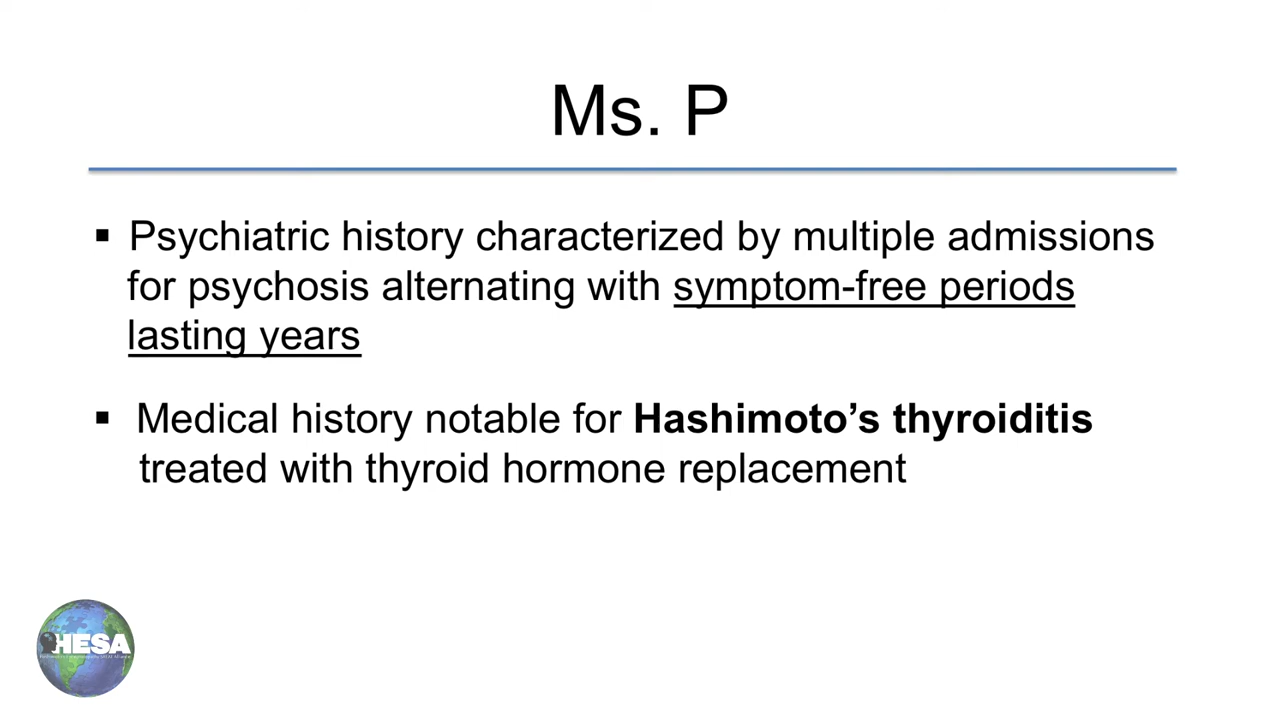 Ms. P
▪ Psychiatric history characterized by multiple admissions
for psychosis alternating with symptom-free periods
lasting years
▪ Medical history notable for Hashimoto’s thyroiditis
treated with thyroid hormone replacement
HESA